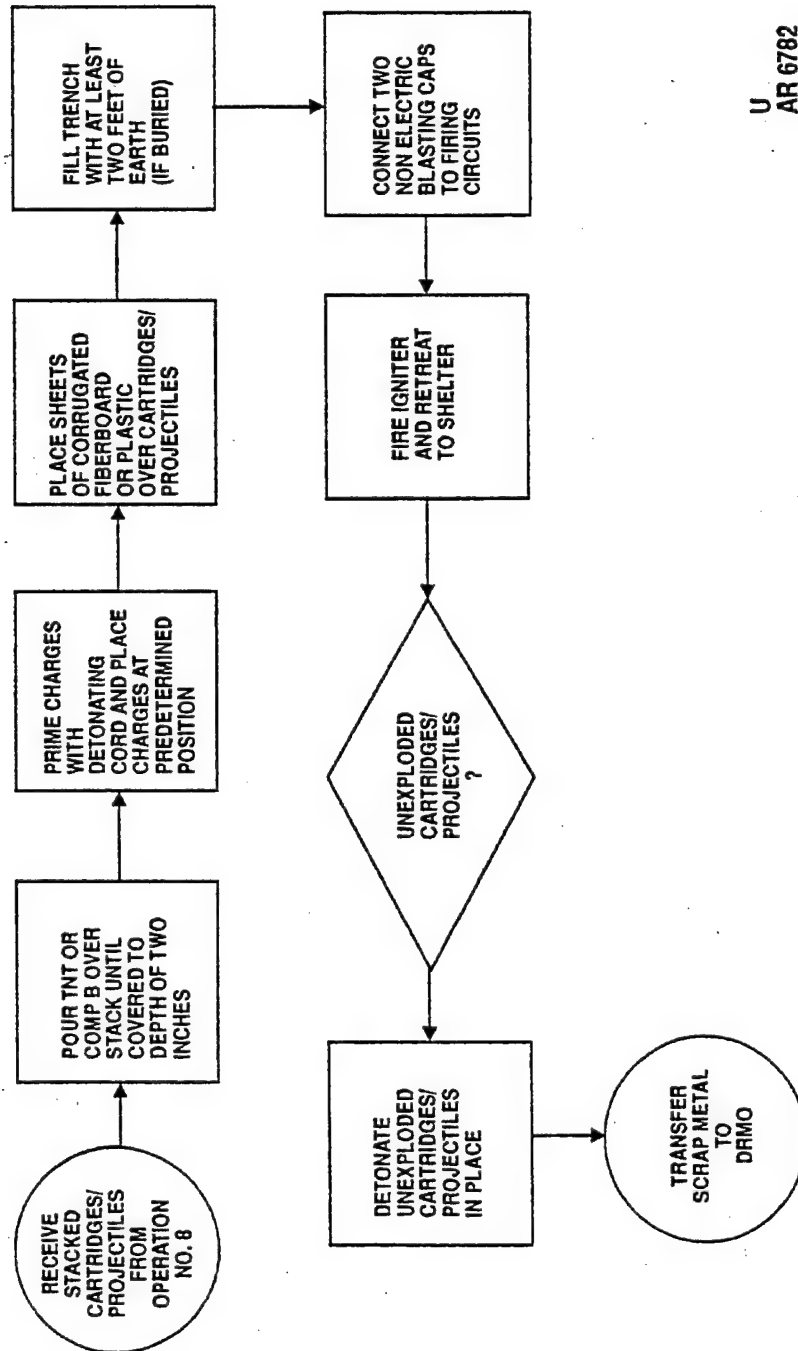 RECEIVE
STACKED
CARTRIDGES/
PROJECTILES
FROM
OPERATION
NO. 8
POUR TNT OR
COMP B OVER
STACK UNTIL
COVERED TO
DEPTH OF TWO
INCHES
PRIME CHARGES
WITH
DETONATING
CORD AND PLACE
CHARGES AT
PREDETERMINED
POSITION
PLACE SHEETS
OF CORRUGATED
FIBERBOARD
OR PLASTIC
OVER CARTRIDGES/
PROJECTILES
FILL TRENCH
WITH AT LEAST
TWO FEET OF
EARTH
(IF BURIED)
CONNECT TWO
NON ELECTRIC
BLASTING CAPS
TO FIRING
CIRCUITS
FIRE IGNITER
AND RETREAT
TO SHELTER
UNEXPLODED
CARTRIDGES/
PROJECTILES
?
DETONATE
UNEXPLODED
CARTRIDGES/
PROJECTILES
IN PLACE
TRANSFER
SCRAP METAL
TO
DRMO
U
AR 6782